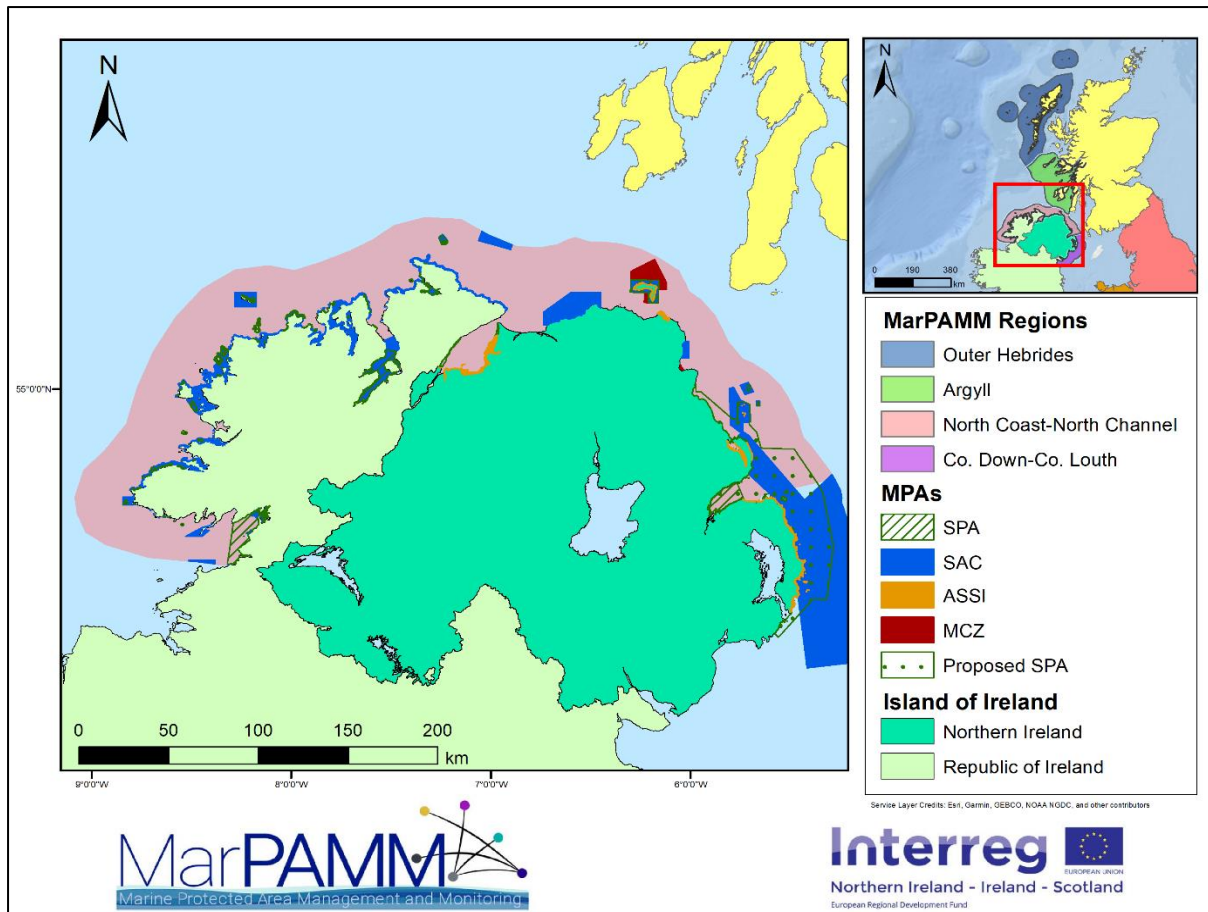 N
55°0'0"N
0 50 100 150 200
km
9°0'0"W 8°0'0"W 7°0'0"W 6°0'0"W
N
0 190 380
km
MarPAMM Regions
Outer Hebrides
Argyll
North Coast-North Channel
Co. Down-Co. Louth
MPAs
SPA
SAC
ASSI
MCZ
Proposed SPA
Island of Ireland
Northern Ireland
Republic of Ireland
Service Layer Credits: Esri, Garmin, GEBCO, NOAA NGDC, and other contributors
MarPAMM
Marine Protected Area Management and Monitoring
Interreg
EUROPEAN UNION
Northern Ireland - Ireland - Scotland
European Regional Development Fund